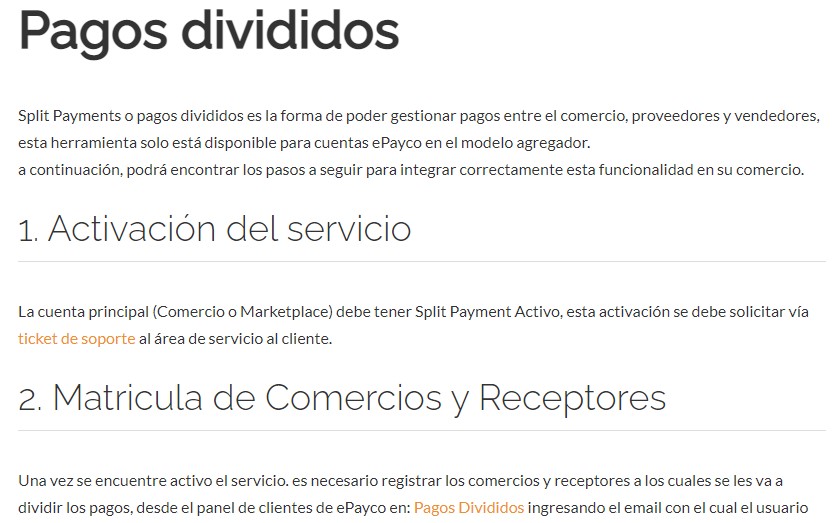 Pagos divididos
Split Payments o pagos divididos es la forma de poder gestionar pagos entre el comercio, proveedores y vendedores,
esta herramienta solo está disponible para cuentas ePayco en el modelo agregador.
a continuación, podrá encontrar los pasos a seguir para integrar correctamente esta funcionalidad en su comercio.
1. Activación del servicio
La cuenta principal (Comercio o Marketplace) debe tener Split Payment Activo, esta activación se debe solicitar vía
ticket de soporte al área de servicio al cliente.
2. Matricula de Comercios y Receptores
Una vez se encuentre activo el servicio. es necesario registrar los comercios y receptores a los cuales se les va a
dividir los pagos, desde el panel de clientes de ePayco en: Pagos Divididos ingresando el email con el cual el usuario